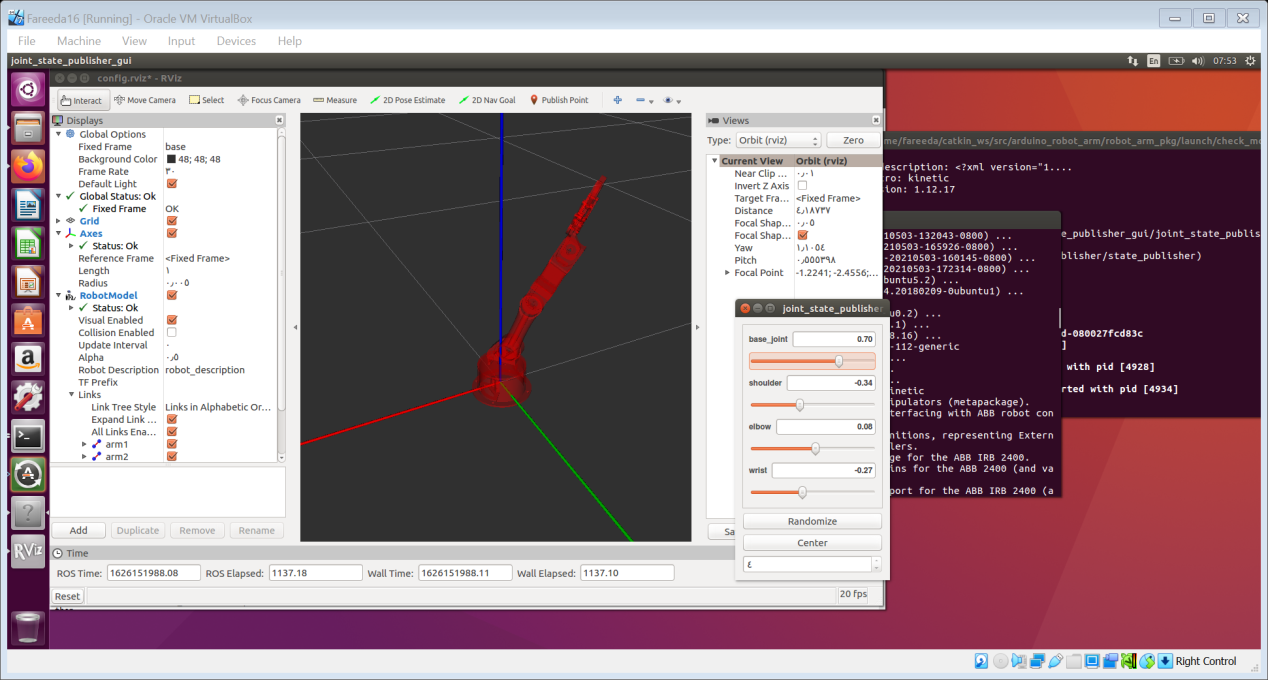 Fareeda16 [Running] - Oracle VM VirtualBox
File Machine View Input Devices Help
joint_state_publisher_gui
En
07:53
config.rviz* - RViz
Interact Move Camera Select Focus Camera Measure 2D Pose Estimate 2D Nav Goal Publish Point
Displays
Global Options
Fixed Frame base
Background Color 48; 48; 48
Frame Rate ٣٠
Default Light
Global Status: Ok
Fixed Frame OK
Grid
Axes
Status: Ok
Reference Frame <Fixed Frame>
Length ١
Radius ٠٫٠٠٥
RobotModel
Status: Ok
Visual Enabled
Collision Enabled
Update Interval ٠
Alpha ٠٫٥
Robot Description robot_description
TF Prefix
Links
Link Tree Style Links in Alphabetic Or...
Expand Link ...
All Links Ena...
arm1
arm2
Add Duplicate Remove Rename
Views
Type: Orbit (rviz) Zero
Current View Orbit (rviz)
Near Clip ... ٠٫٠١
Invert Z Axis
Target Fra... <Fixed Frame>
Distance ٤٫١٨٧٣٧
Focal Shap... ٠٫٠٥
Focal Shap...
Yaw ١٫١٠٥٤
Pitch ٠٫٥٥٥٣٩٨
Focal Point -1.2241; -2.4556;...
Sa
joint_state_publisher
base_joint 0.70
shoulder -0.34
elbow 0.08
wrist -0.27
Randomize
Center
٤
Time
ROS Time: 1626151988.08 ROS Elapsed: 1137.18 Wall Time: 1626151988.11 Wall Elapsed: 1137.10
Reset
20 fps
me/fareeda/catkin_ws/src/arduino_robot_arm/robot_arm_pkg/launch/check_mo
description: <?xml version="1....
tro: kinetic
sion: 1.12.17
e_publisher_gui/joint_state_publis
blisher/state_publisher)
d-080027fcd83c
]
with pid [4928]
rted with pid [4934]
210503-132043-0800) ...
20210503-165926-0800) ...
-20210503-160145-0800) ...
20210503-172314-0800) ...
buntu5.2) ...
4.20180209-0ubuntu1) ...
u0.2) ...
.1) ...
8.16) ...
-112-generic
...
..
kinetic
ipulators (metapackage).
terfacing with ABB robot con
nitions, representing Extern
lers.
ge for the ABB IRB 2400.
ins for the ABB 2400 (and va
port for the ABB IRB 2400 (a
RViz
Right Control